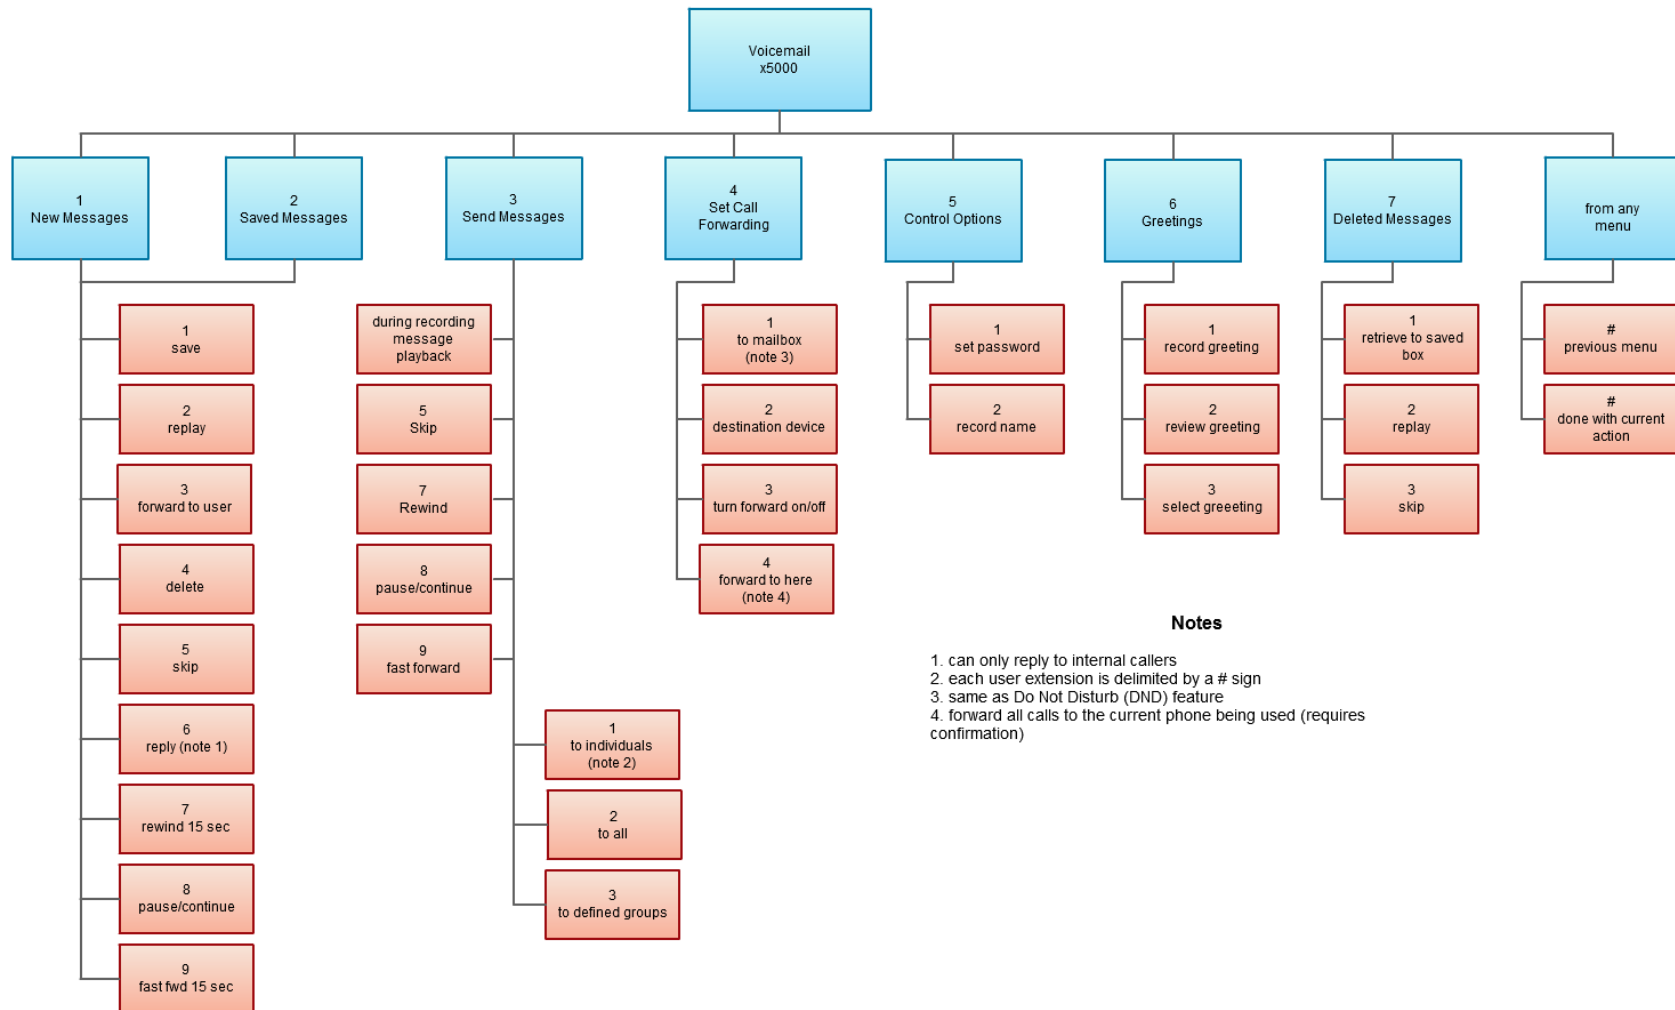 Voicemail
x5000
1
New Messages
2
Saved Messages
3
Send Messages
4
Set Call
Forwarding
5
Control Options
6
Greetings
7
Deleted Messages
from any
menu
1
save
2
replay
3
forward to user
4
delete
5
skip
6
reply (note 1)
7
rewind 15 sec
8
pause/continue
9
fast fwd 15 sec
during recording
message
playback
5
Skip
7
Rewind
8
pause/continue
9
fast forward
1
to individuals
(note 2)
2
to all
3
to defined groups
1
to mailbox
(note 3)
2
destination device
3
turn forward on/off
4
forward to here
(note 4)
1
set password
2
record name
1
record greeting
2
review greeting
3
select greeeting
1
retrieve to saved
box
2
replay
3
skip
#
previous menu
#
done with current
action
Notes
1. can only reply to internal callers
2. each user extension is delimited by a # sign
3. same as Do Not Disturb (DND) feature
4. forward all calls to the current phone being used (requires
confirmation)